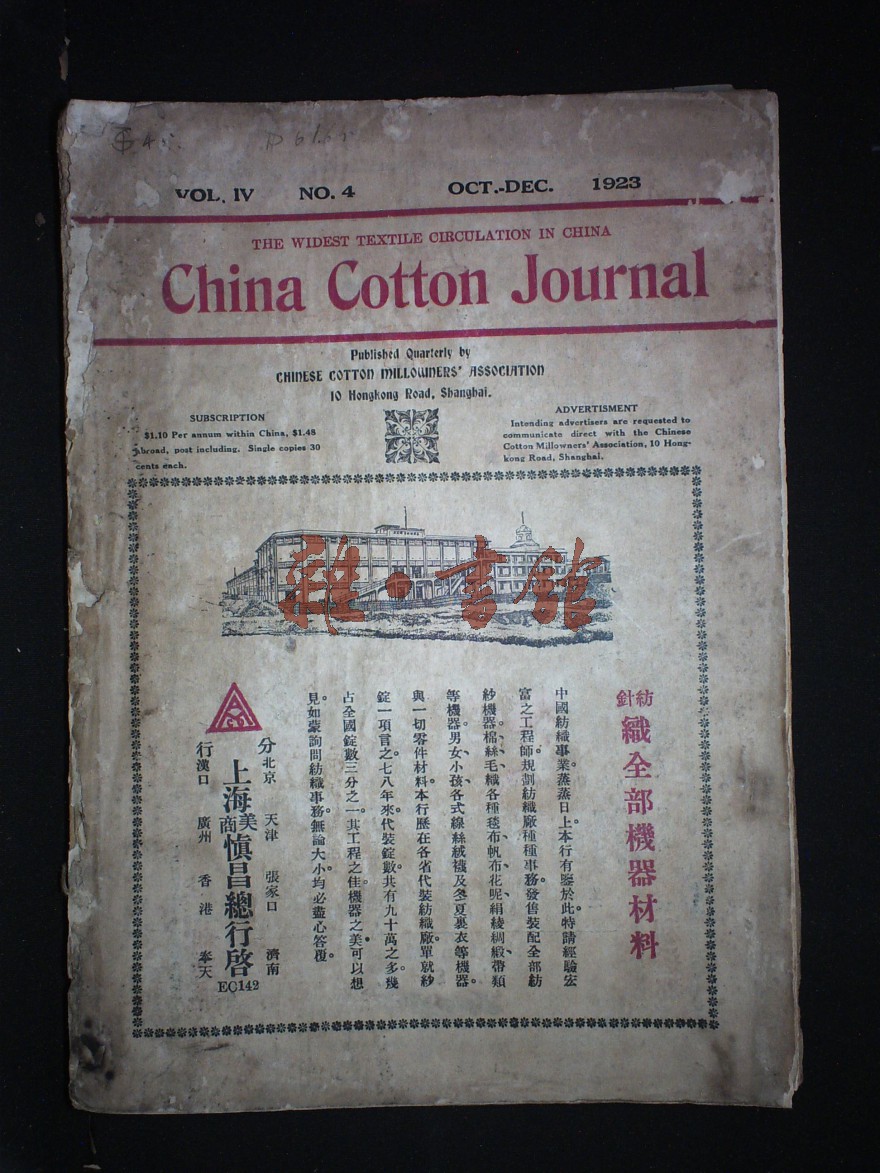 VOL. IV NO. 4 OCT.-DEC. 1923
THE WIDEST TEXTILE CIRCULATION IN CHINA
China Cotton Journal
Published Quarterly by
CHINESE COTTON MILLOWNERS' ASSOCIATION
10 Hongkong Road, Shanghai.
SUBSCRIPTION
$1.10 Per annum within China, $1.48
abroad, post including. Single copies 30
cents each.
ADVERTISMENT
Intending advertisers are requested to
communicate direct with the Chinese
Cotton Millowners' Association, 10 Hong-
kong Road, Shanghai.
雜·書館
紡針織全部機器材料
中國紡織事業蒸蒸日上本行有鑒於此。特請經驗宏
富之工程師規劃紡織廠種種事務。發售裝配全部紡
紗機器、棉、絲、毛、織各種毯布、帆布、花呢、絹綾綢緞、帶類
等機器。男女小孩各式線絲絨襪及冬夏裏衣等機器。
與一切零件材料。本行歷在各省代裝紡織廠。單就紗
錠一項言之。七八年來。代裝錠數。共有九十萬之多。幾
占全國錠數三分之一。其工程之佳。機器之美。可以想
見。如蒙詢問紡織事務。無論大小。均必盡心答覆。
分行 北京 天津 張家口 濟南
漢口 廣州 香港 奉天
上海美商慎昌總行啓
EC142